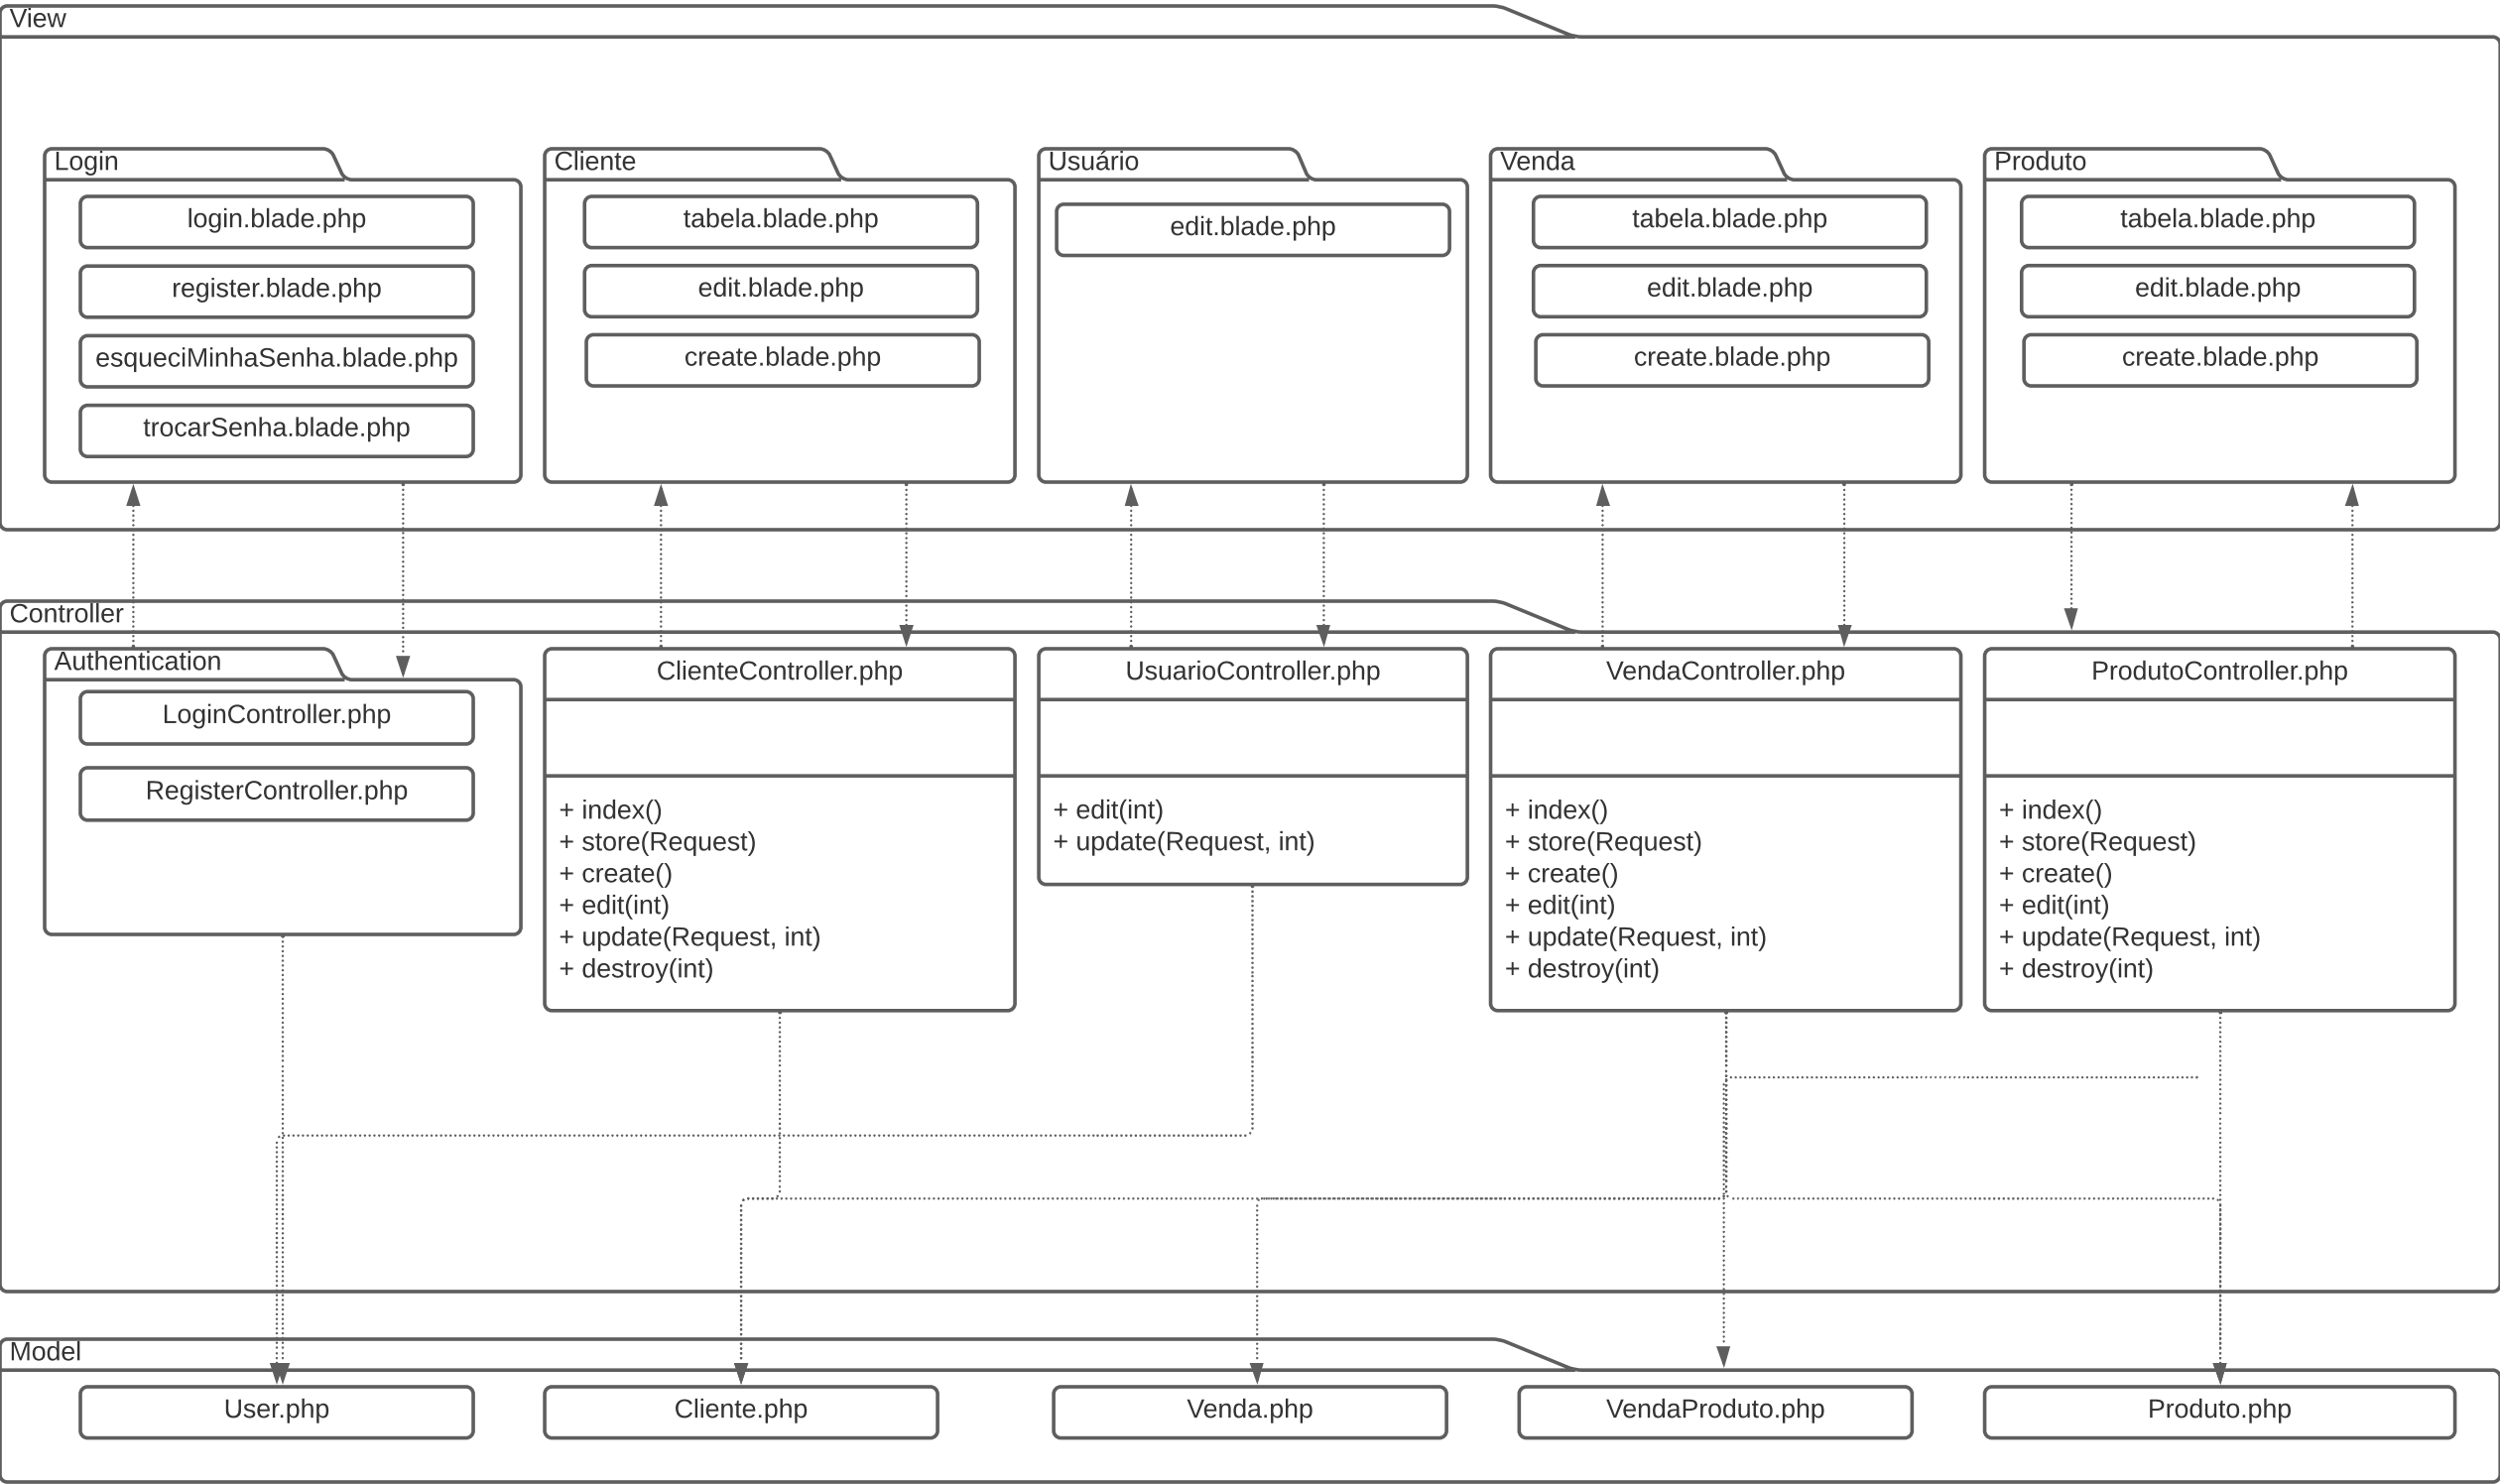 View
Login
login.blade.php
register.blade.php
esqueciMinhaSenha.blade.php
trocarSenha.blade.php
Cliente
tabela.blade.php
edit.blade.php
create.blade.php
Usuário
edit.blade.php
Venda
tabela.blade.php
edit.blade.php
create.blade.php
Produto
tabela.blade.php
edit.blade.php
create.blade.php
Controller
Authentication
LoginController.php
RegisterController.php
ClienteController.php
+ index()
+ store(Request)
+ create()
+ edit(int)
+ update(Request, int)
+ destroy(int)
UsuarioController.php
+ edit(int)
+ update(Request, int)
VendaController.php
+ index()
+ store(Request)
+ create()
+ edit(int)
+ update(Request, int)
+ destroy(int)
ProdutoController.php
+ index()
+ store(Request)
+ create()
+ edit(int)
+ update(Request, int)
+ destroy(int)
Model
User.php
Cliente.php
Venda.php
VendaProduto.php
Produto.php